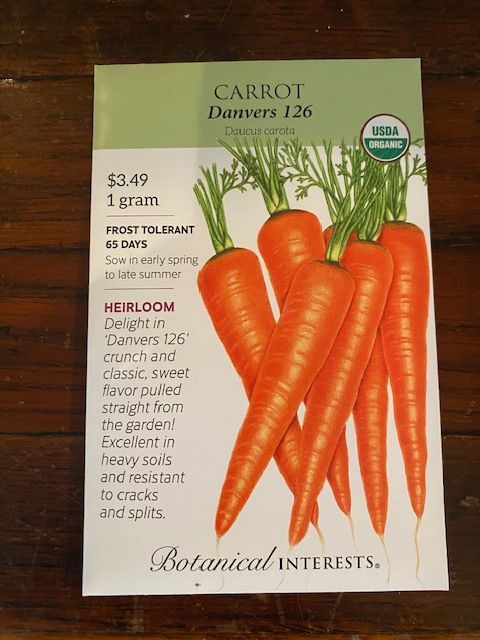 CARROT
Danvers 126
Daucus carota
USDA
ORGANIC
$3.49
1 gram
FROST TOLERANT
65 DAYS
Sow in early spring
to late summer
HEIRLOOM
Delight in
'Danvers 126'
crunch and
classic, sweet
flavor pulled
straight from
the garden!
Excellent in
heavy soils
and resistant
to cracks
and splits.
Botanical INTERESTS®